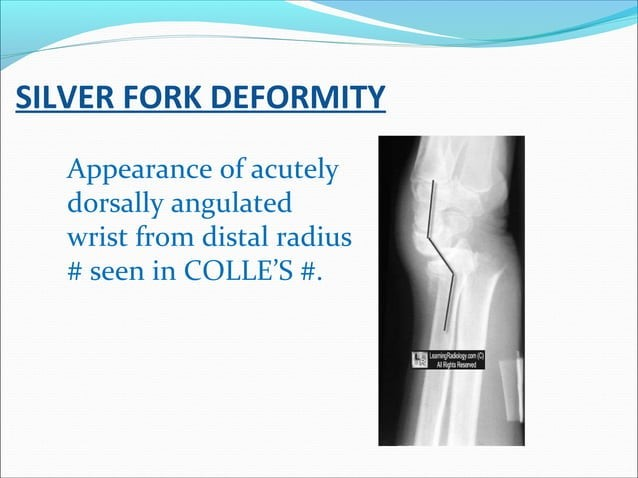 SILVER FORK DEFORMITY
Appearance of acutely
dorsally angulated
wrist from distal radius
# seen in COLLE’S #.
LearningRadiology.com (C)
All Rights Reserved